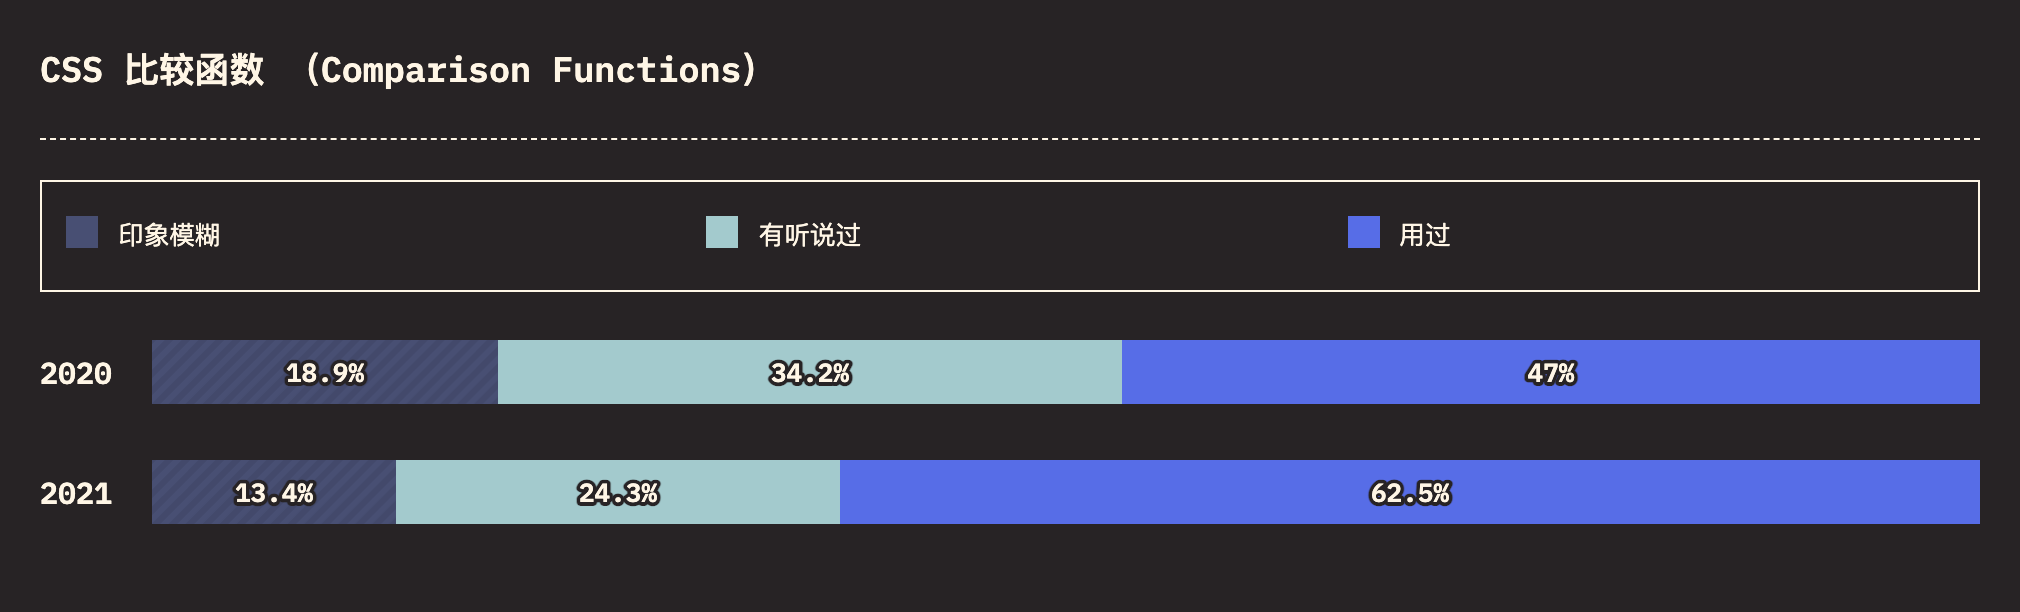 CSS 比较函数 （Comparison Functions）
印象模糊 有听说过 用过
2020 18.9% 34.2% 47%
2021 13.4% 24.3% 62.5%